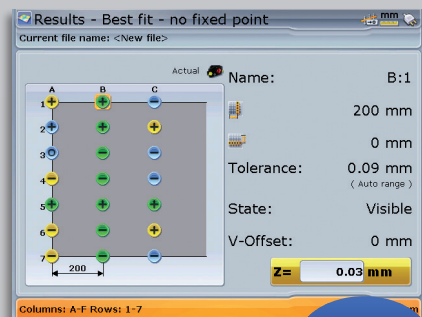 Results - Best fit - no fixed point
mm
Current file name: <New file>
Actual
Name: B:1
A B C
200 mm
0 mm
Tolerance: 0.09 mm
( Auto range )
State: Visible
V-Offset: 0 mm
Z= 0.03 mm
1
2
3
4
5
6
7
200
Columns: A-F Rows: 1-7